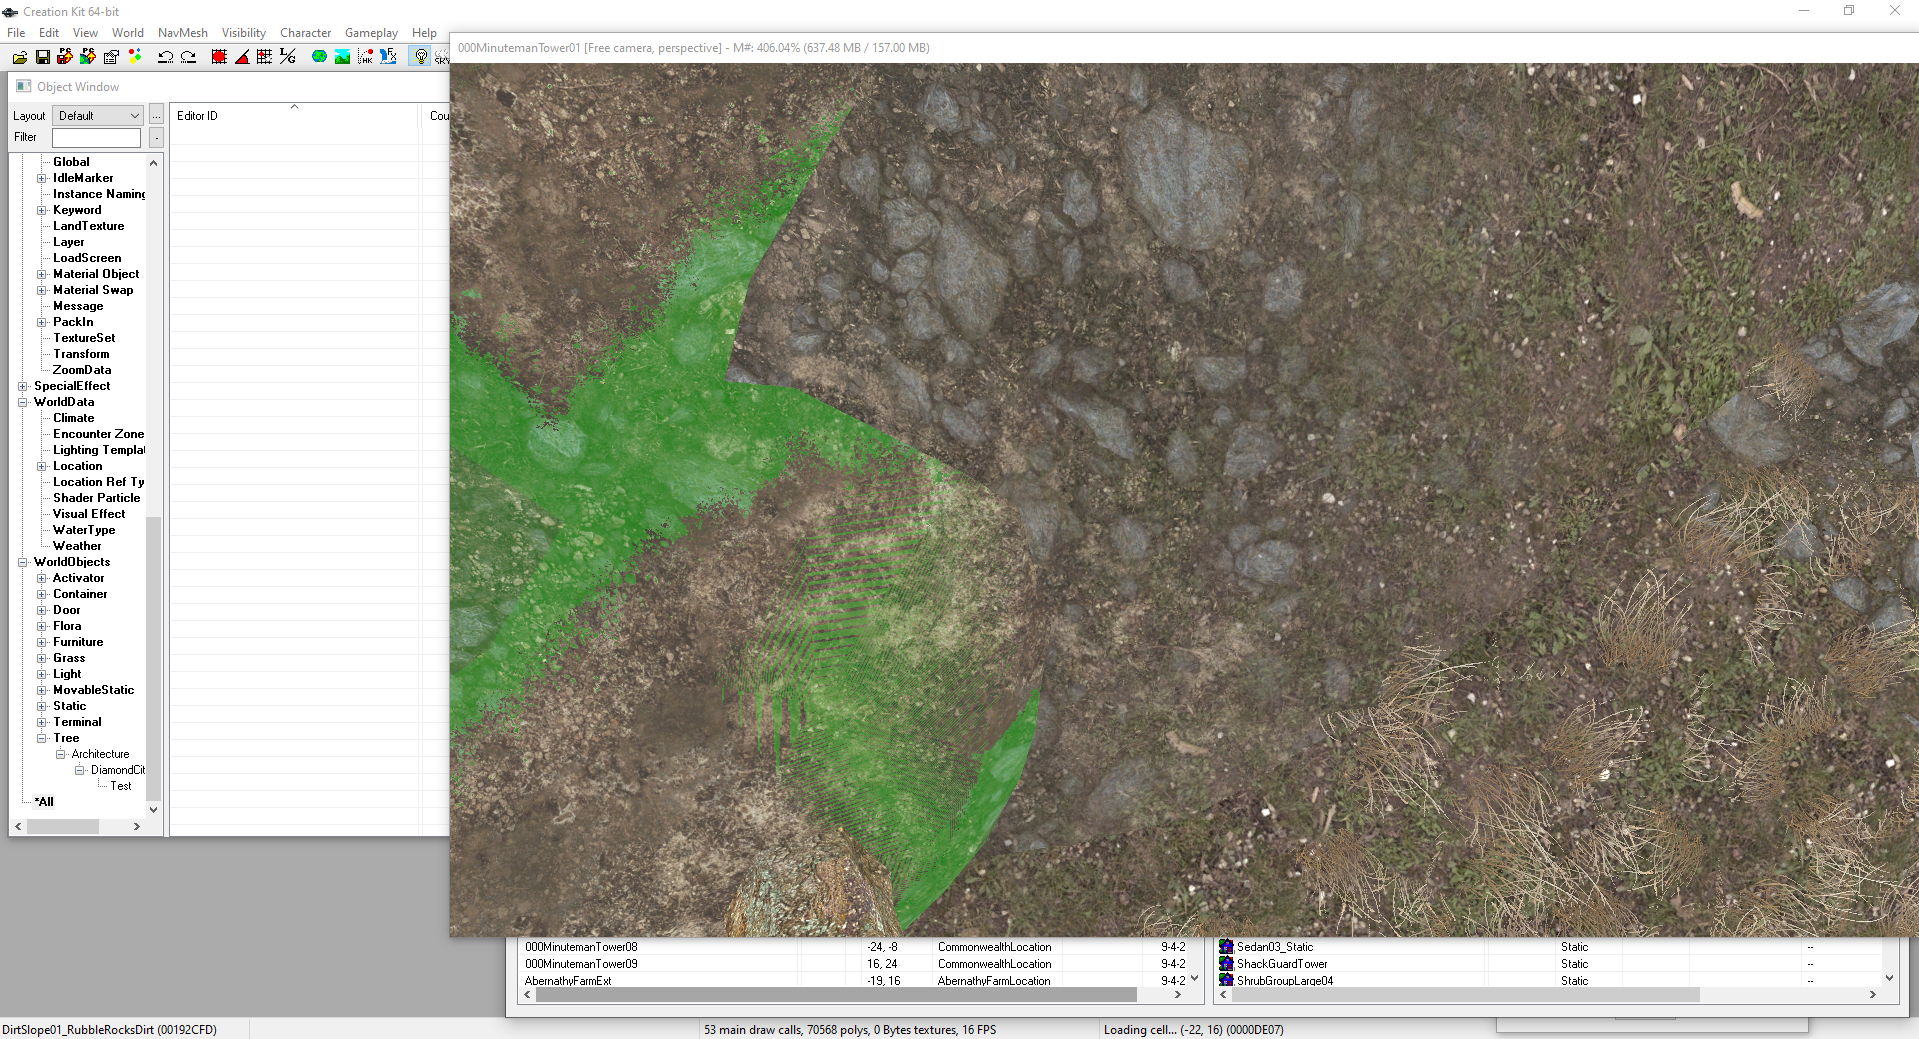 Creation Kit 64-bit
File Edit View World NavMesh Visibility Character Gameplay Help
000MinutemanTower01 [Free camera, perspective] - M#: 406.04% (637.48 MB / 157.00 MB)
Object Window
Layout Default ...
Filter -
Editor ID Cou
Global
IdleMarker
Instance Naming
Keyword
LandTexture
Layer
LoadScreen
Material Object
Material Swap
Message
PackIn
TextureSet
Transform
ZoomData
SpecialEffect
WorldData
Climate
Encounter Zone
Lighting Templa
Location
Location Ref Ty
Shader Particle
Visual Effect
WaterType
Weather
WorldObjects
Activator
Container
Door
Flora
Furniture
Grass
Light
MovableStatic
Static
Terminal
Tree
Architecture
DiamondCit
Test
*All
000MinutemanTower08 -24, -8 CommonwealthLocation 9-4-2
000MinutemanTower09 16, 24 CommonwealthLocation 9-4-2
AbernathyFarmExt -19, 16 AbernathyFarmLocation 9-4-2
Sedan03_Static Static --
ShackGuardTower Static --
ShrubGroupLarge04 Static --
DirtSlope01_RubbleRocksDirt (00192CFD) 53 main draw calls, 70568 polys, 0 Bytes textures, 16 FPS Loading cell... (-22, 16) (0000DE07)